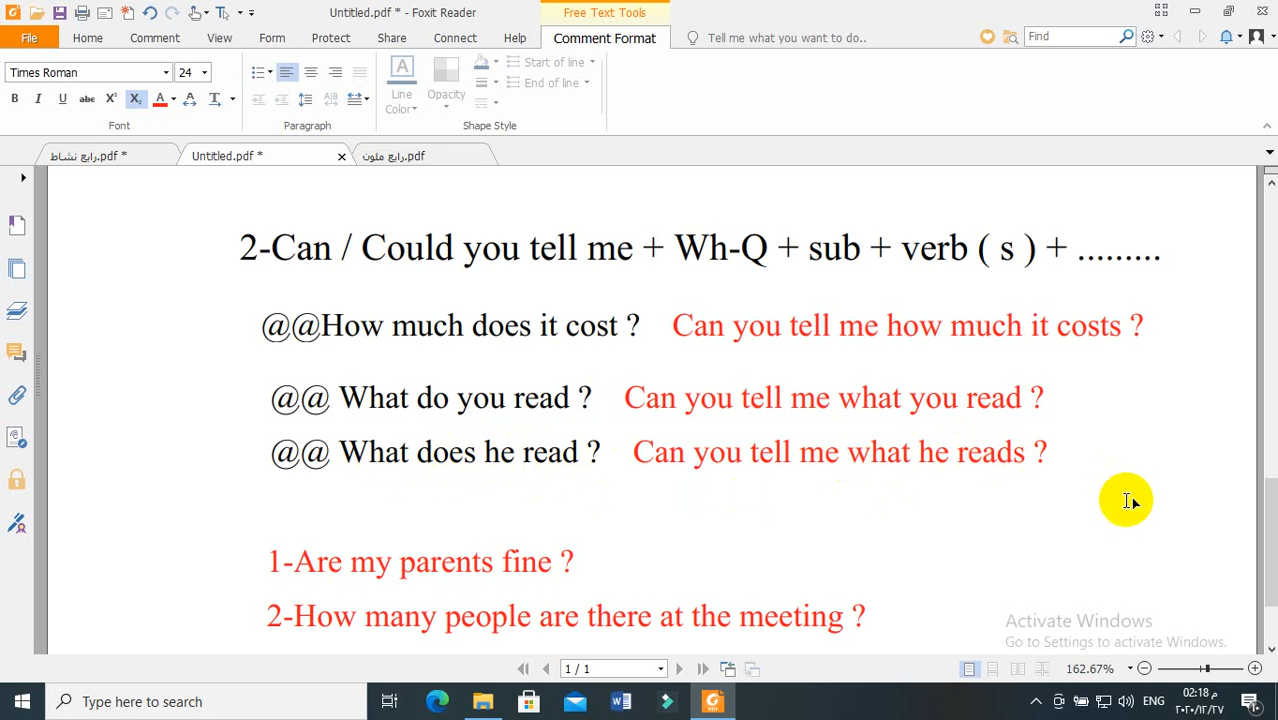 Untitled.pdf * - Foxit Reader
Free Text Tools
File Home Comment View Form Protect Share Connect Help Comment Format Tell me what you want to do.. Find
Times Roman 24
Start of line
End of line
Line Color
Opacity
B I U abc X² X₂ A A T
Font Paragraph Shape Style
رابع نشاط.pdf * Untitled.pdf * رابع ملون.pdf
2-Can / Could you tell me + Wh-Q + sub + verb ( s ) + .........
@@How much does it cost ? Can you tell me how much it costs ?
@@ What do you read ? Can you tell me what you read ?
@@ What does he read ? Can you tell me what he reads ?
1-Are my parents fine ?
2-How many people are there at the meeting ?
Activate Windows
Go to Settings to activate Windows.
1 / 1 162.67%
Type here to search
ENG
02:18 م
٢٠٢٠/١٢/٢٧